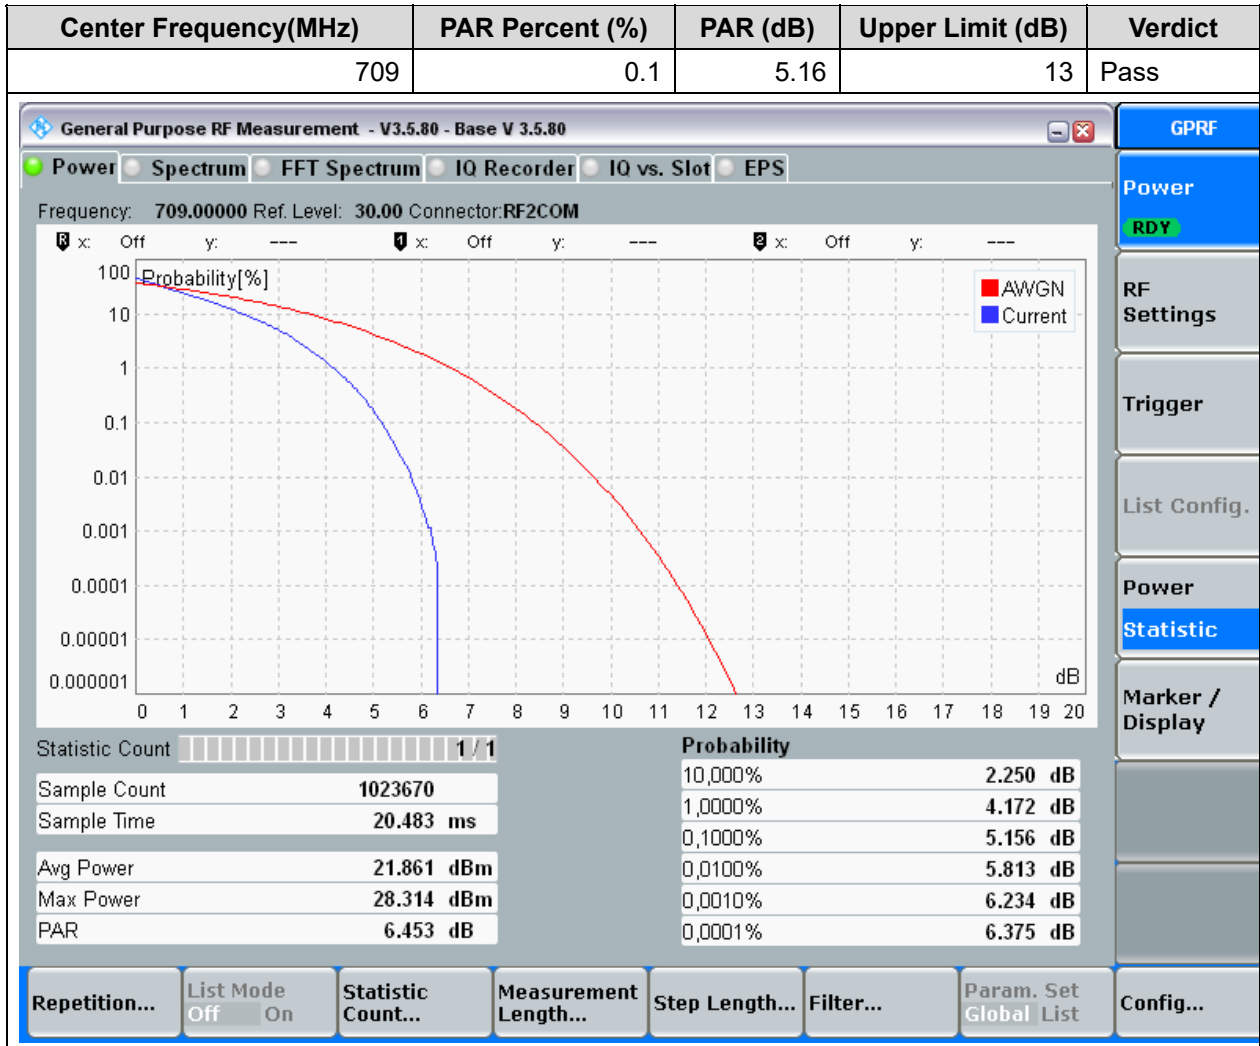 Center Frequency(MHz) PAR Percent (%) PAR (dB) Upper Limit (dB) Verdict
709 0.1 5.16 13 Pass
General Purpose RF Measurement - V3.5.80 - Base V 3.5.80
GPRF
Power Spectrum FFT Spectrum IQ Recorder IQ vs. Slot EPS
Power
RDY
Frequency: 709.00000 Ref. Level: 30.00 Connector:RF2COM
R x: Off y: --- 1 x: Off y: --- 2 x: Off y: ---
Probability[%]
AWGN
Current
100
10
1
0.1
0.01
0.001
0.0001
0.00001
0.000001
dB
0 1 2 3 4 5 6 7 8 9 10 11 12 13 14 15 16 17 18 19 20
RF
Settings
Trigger
List Config.
Power
Statistic
Marker /
Display
Statistic Count 1 / 1
Sample Count 1023670
Sample Time 20.483 ms
Avg Power 21.861 dBm
Max Power 28.314 dBm
PAR 6.453 dB
Probability
10,000% 2.250 dB
1,0000% 4.172 dB
0,1000% 5.156 dB
0,0100% 5.813 dB
0,0010% 6.234 dB
0,0001% 6.375 dB
Repetition...
List Mode
Off On
Statistic
Count...
Measurement
Length...
Step Length...
Filter...
Param. Set
Global List
Config...